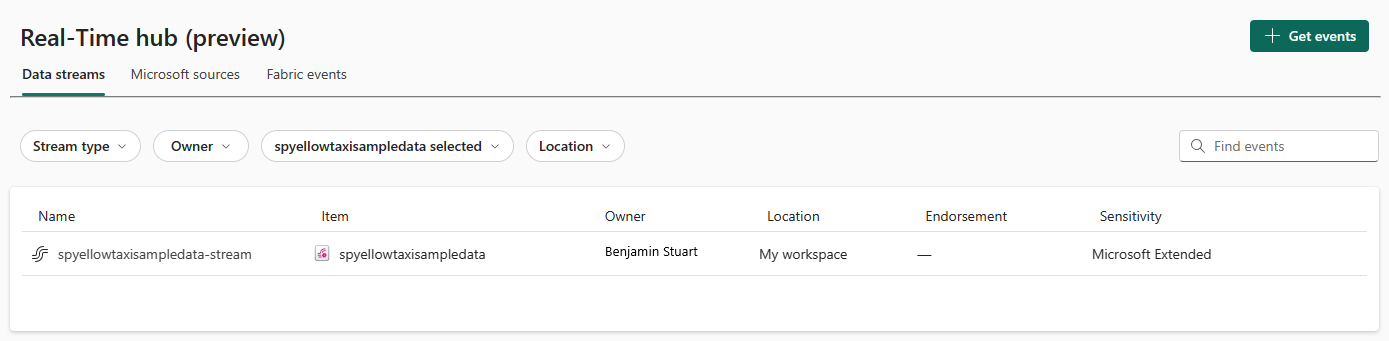 Real-Time hub (preview)
Get events
Data streams Microsoft sources Fabric events
Stream type Owner spyellowtaxisampledata selected Location Find events
Name Item Owner Location Endorsement Sensitivity
spyellowtaxisampledata-stream spyellowtaxisampledata Benjamin Stuart My workspace — Microsoft Extended